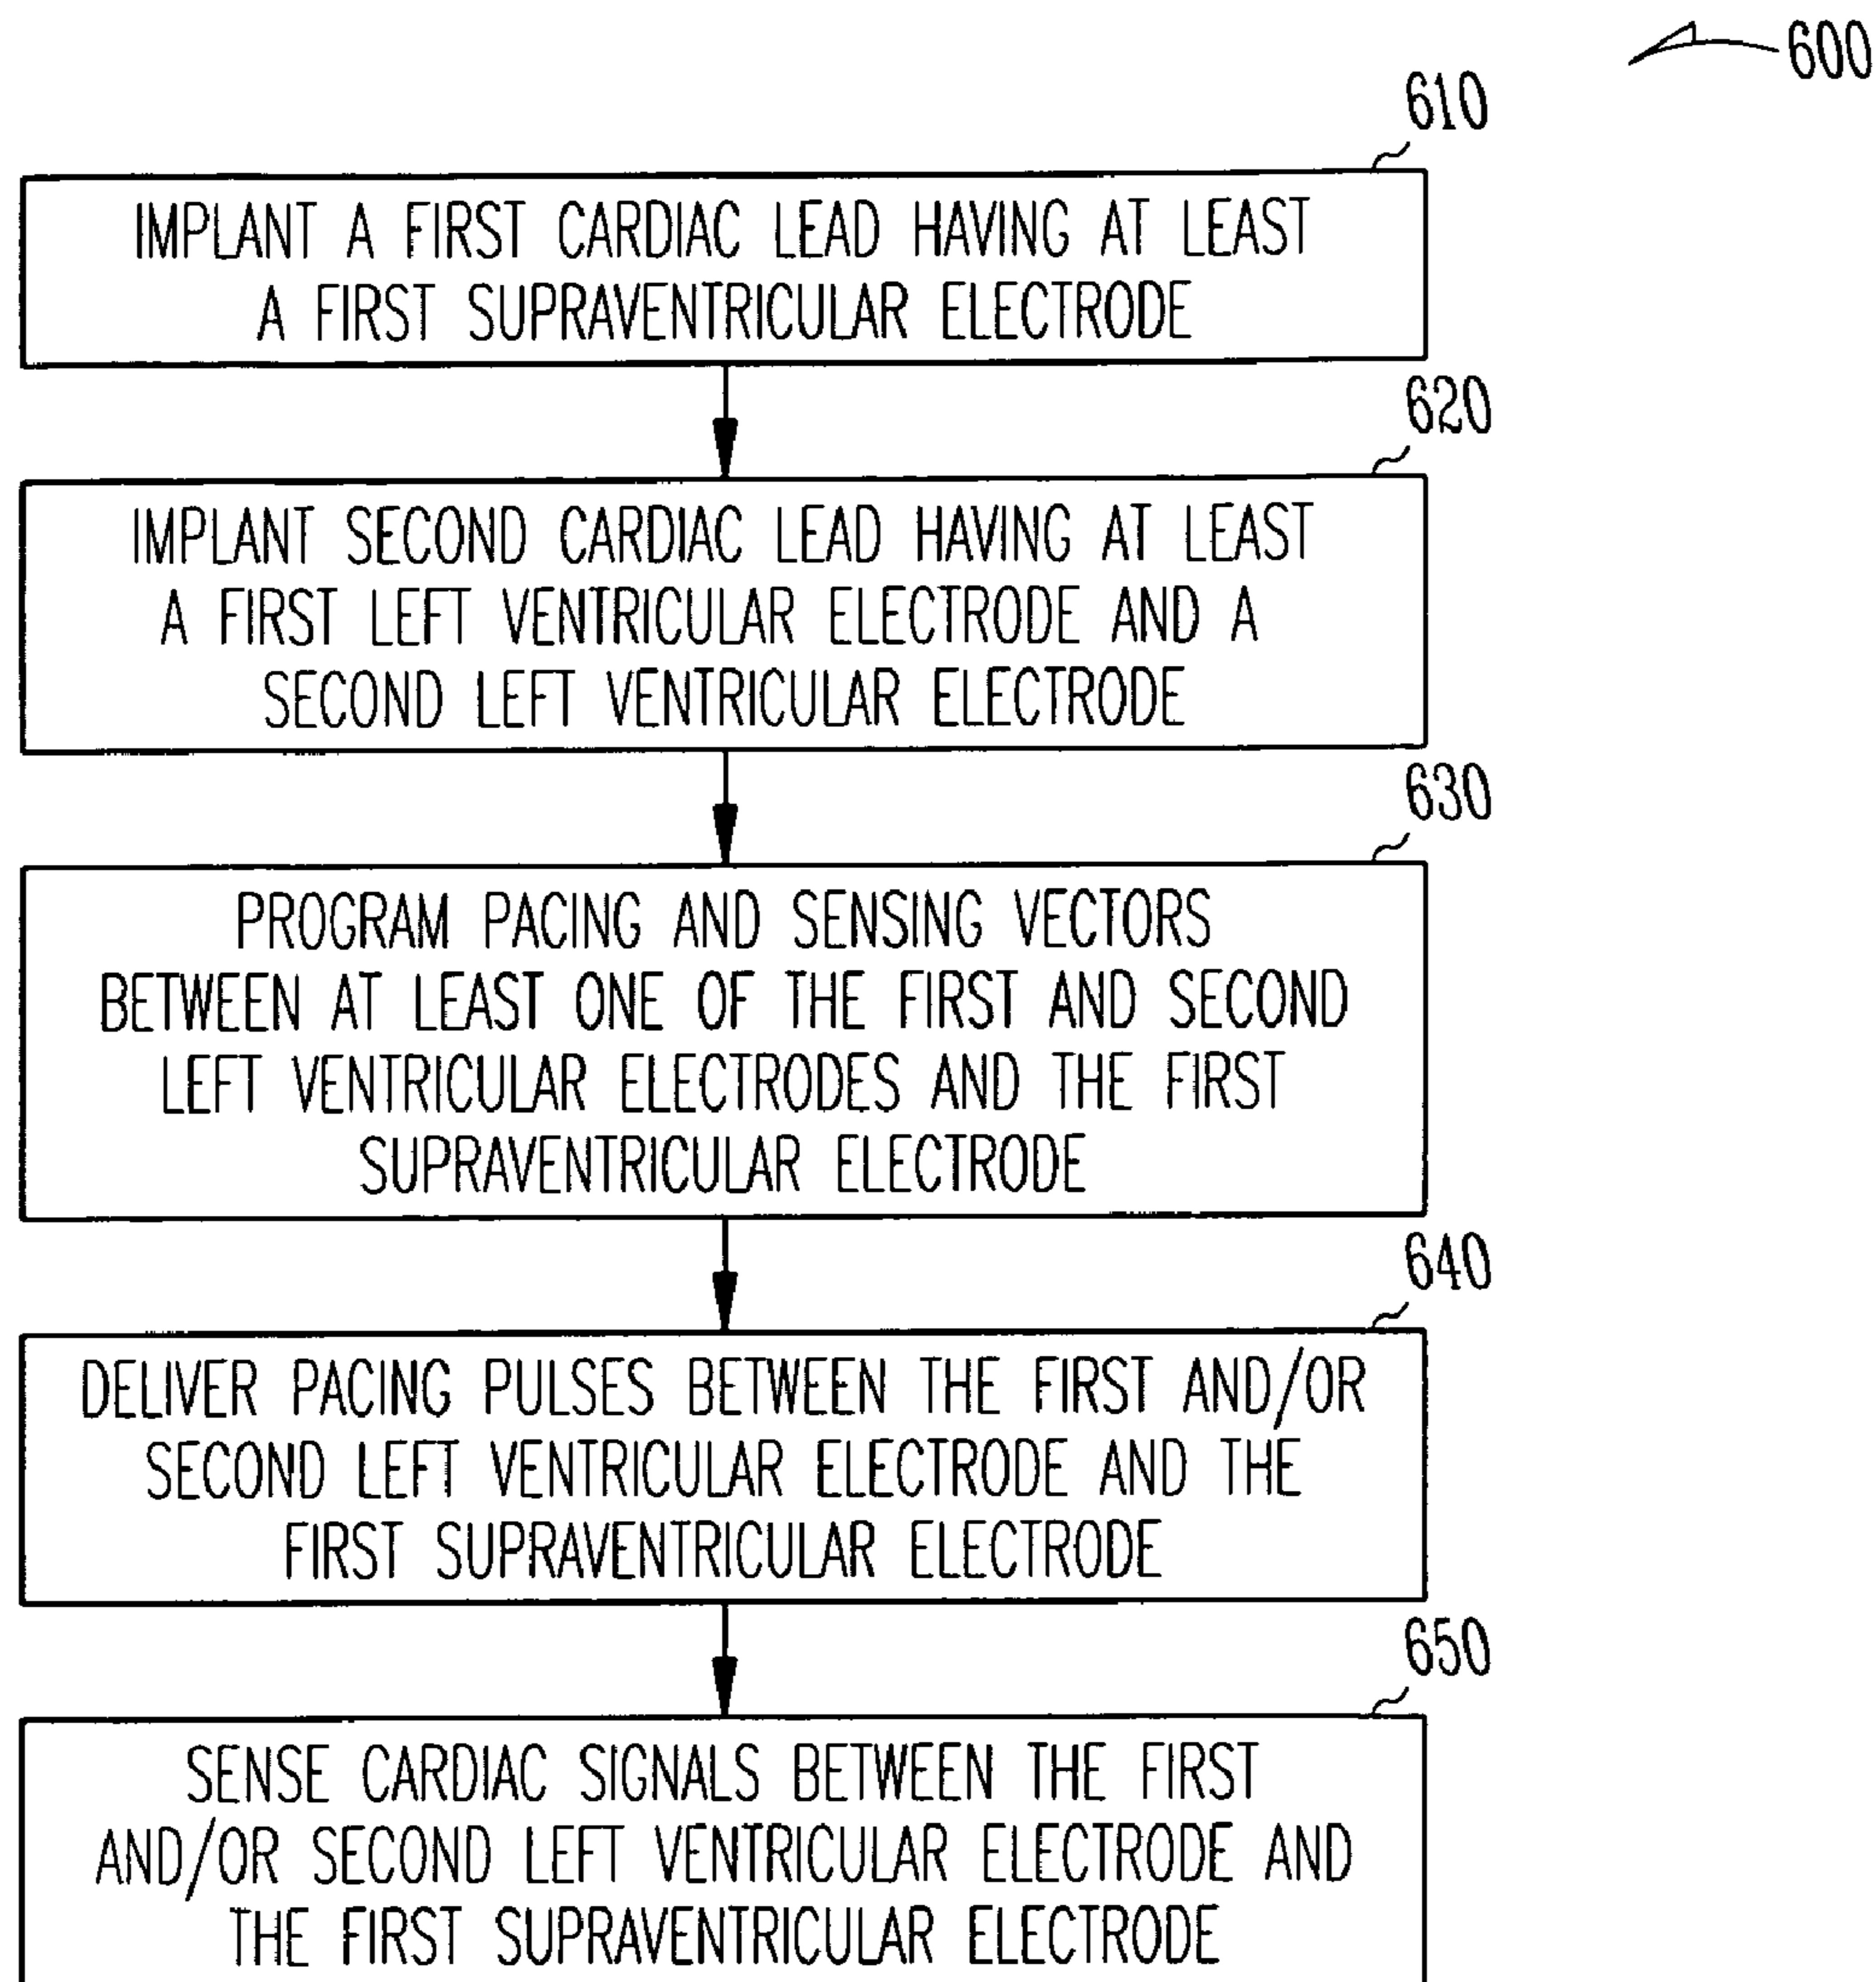 600
610
IMPLANT A FIRST CARDIAC LEAD HAVING AT LEAST
A FIRST SUPRAVENTRICULAR ELECTRODE
620
IMPLANT SECOND CARDIAC LEAD HAVING AT LEAST
A FIRST LEFT VENTRICULAR ELECTRODE AND A
SECOND LEFT VENTRICULAR ELECTRODE
630
PROGRAM PACING AND SENSING VECTORS
BETWEEN AT LEAST ONE OF THE FIRST AND SECOND
LEFT VENTRICULAR ELECTRODES AND THE FIRST
SUPRAVENTRICULAR ELECTRODE
640
DELIVER PACING PULSES BETWEEN THE FIRST AND/OR
SECOND LEFT VENTRICULAR ELECTRODE AND THE
FIRST SUPRAVENTRICULAR ELECTRODE
650
SENSE CARDIAC SIGNALS BETWEEN THE FIRST
AND/OR SECOND LEFT VENTRICULAR ELECTRODE AND
THE FIRST SUPRAVENTRICULAR ELECTRODE